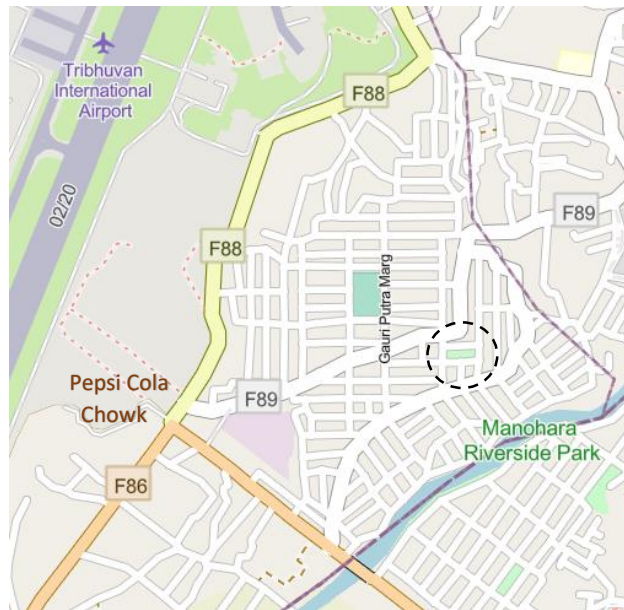 F88
Tribhuvan
International
Airport
02/20
F89
F88
Gauri Putra Marg
Pepsi Cola
Chowk
F89
Manohara
Riverside Park
F86